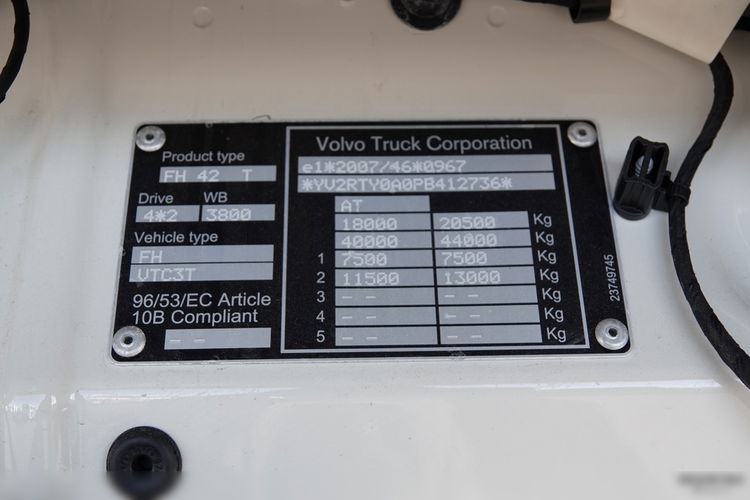 Volvo Truck Corporation
Product type
FH 42 T
Drive WB
4*2 3800
Vehicle type
FH
VTC3T
96/53/EC Article
10B Compliant
-- --
e1*2007/46*0967
*YV2RTY0A0PB412736*
AT
18000 20500 Kg
40000 44000 Kg
1 7500 7500 Kg
2 11500 13000 Kg
3 -- -- -- -- Kg
4 -- -- -- -- Kg
5 -- -- -- -- Kg
23749745